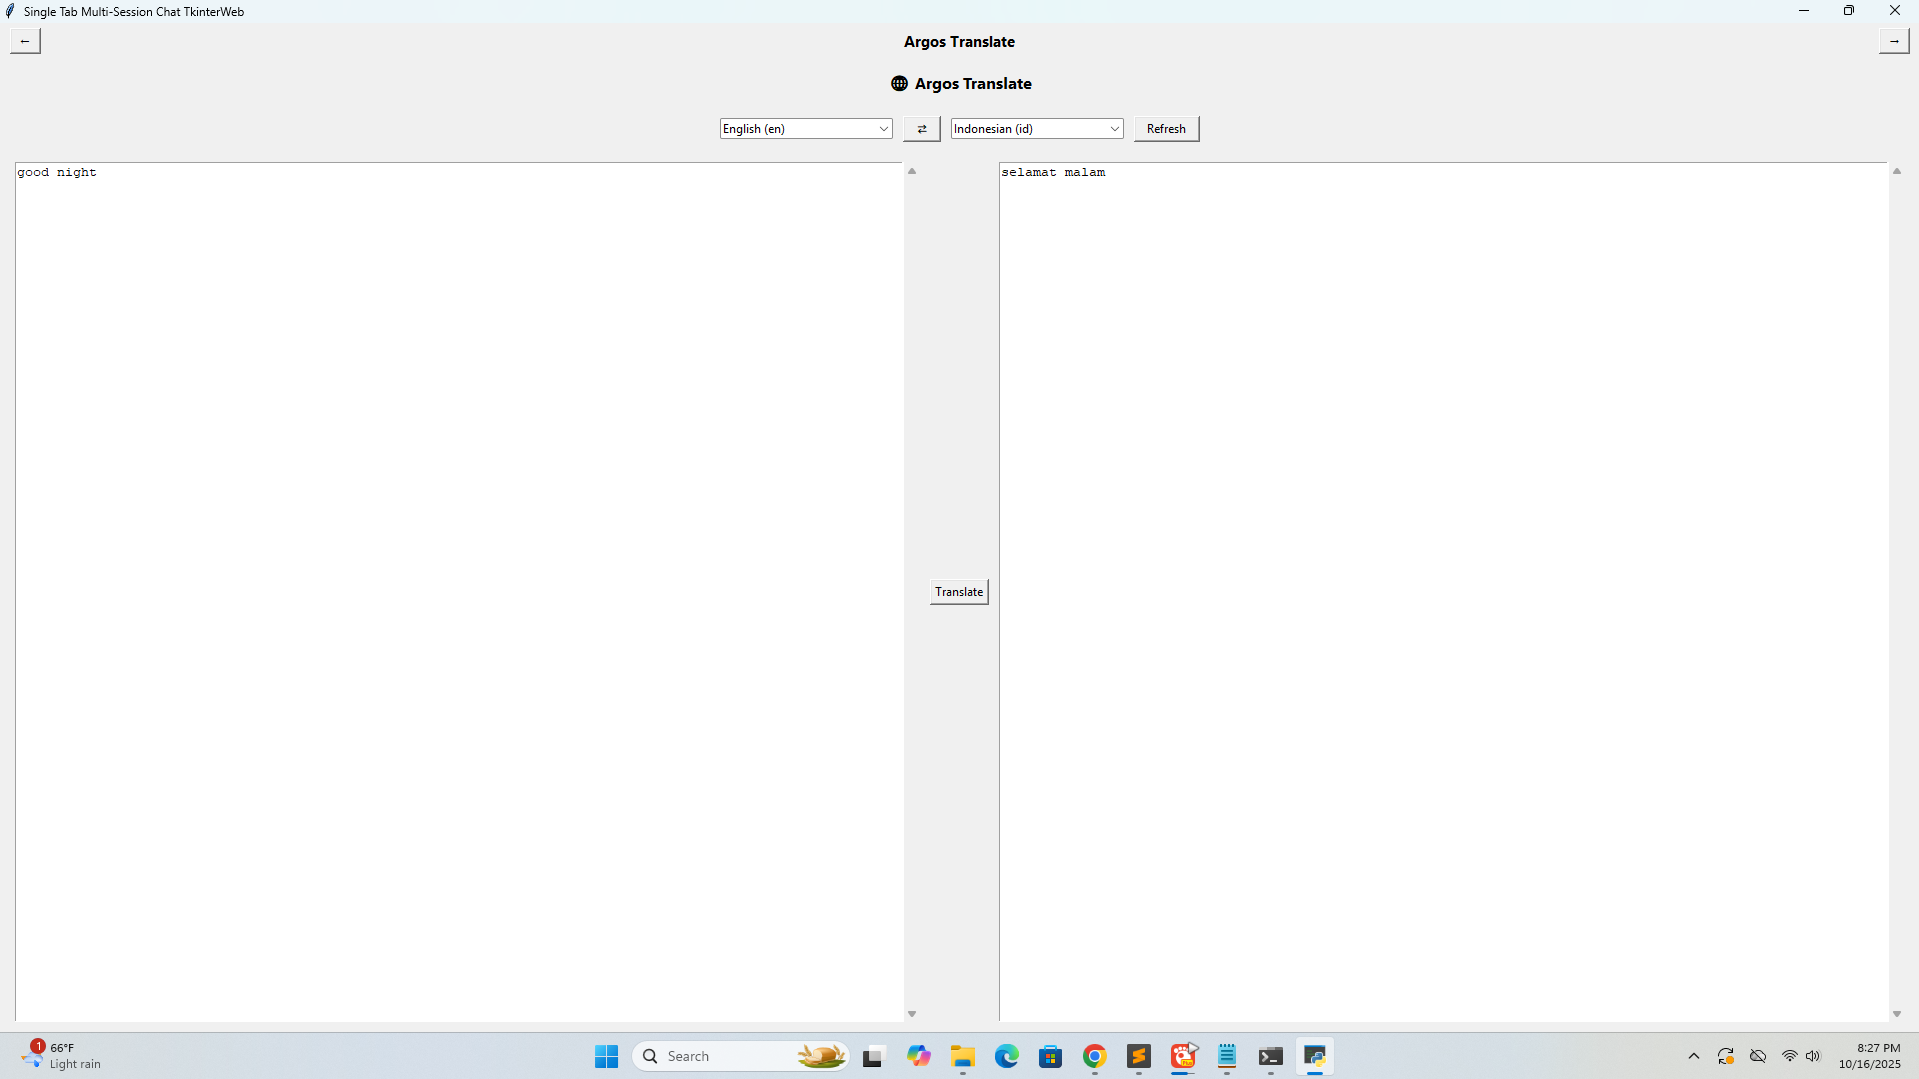 Single Tab Multi-Session Chat TkinterWeb
← Argos Translate →
Argos Translate
English (en) ⇄ Indonesian (id) Refresh
good night
selamat malam
Translate
1
66°F
Light rain
Search
8:27 PM
10/16/2025